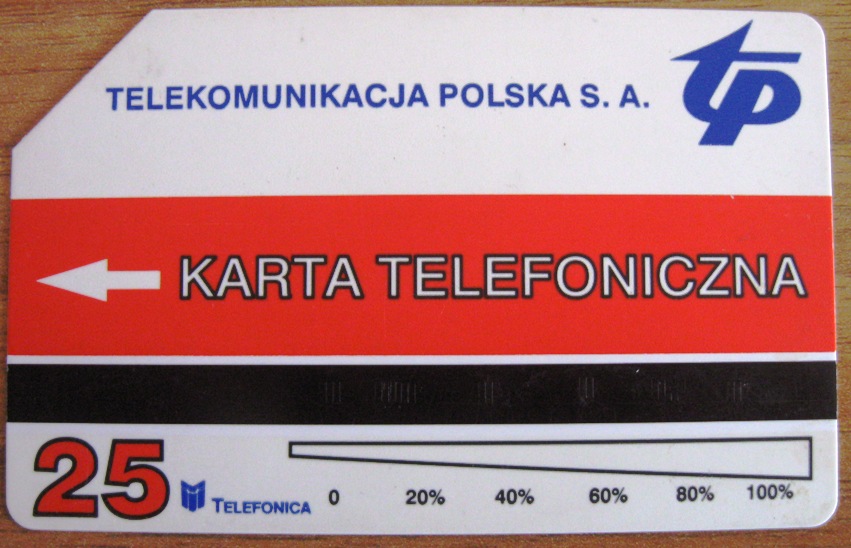 TELEKOMUNIKACJA POLSKA S. A.
tp
KARTA TELEFONICZNA
25
TELEFONICA
0 20% 40% 60% 80% 100%